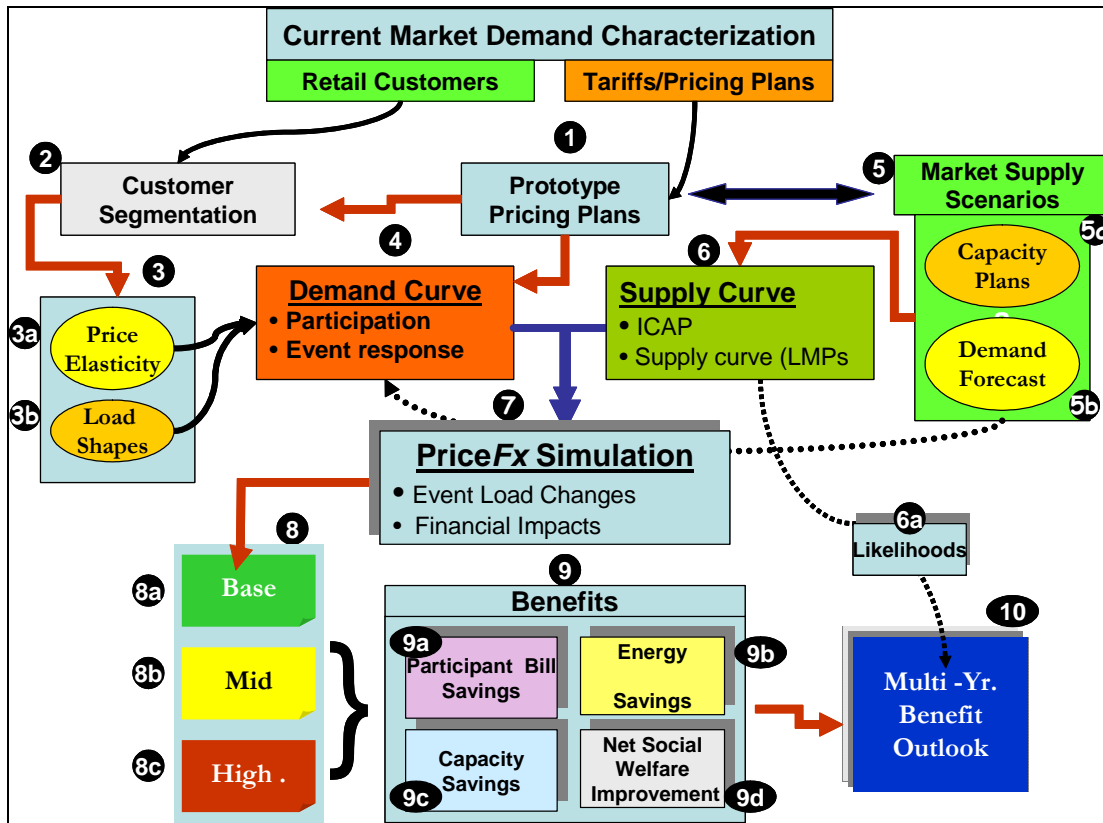 Current Market Demand Characterization
Retail Customers
Tariffs/Pricing Plans
1
2
Customer
Segmentation
Prototype
Pricing Plans
5
Market Supply
Scenarios
5c
Capacity
Plans
Demand
Forecast
5b
3
3a
Price
Elasticity
3b
Load
Shapes
4
Demand Curve
• Participation
• Event response
6
Supply Curve
• ICAP
• Supply curve (LMPs
7
PriceFx Simulation
• Event Load Changes
• Financial Impacts
6a
Likelihoods
8
8a
Base
8b
Mid
8c
High .
9
Benefits
9a
Participant Bill
Savings
9b
Energy
Savings
9c
Capacity
Savings
9d
Net Social
Welfare
Improvement
10
Multi -Yr.
Benefit
Outlook